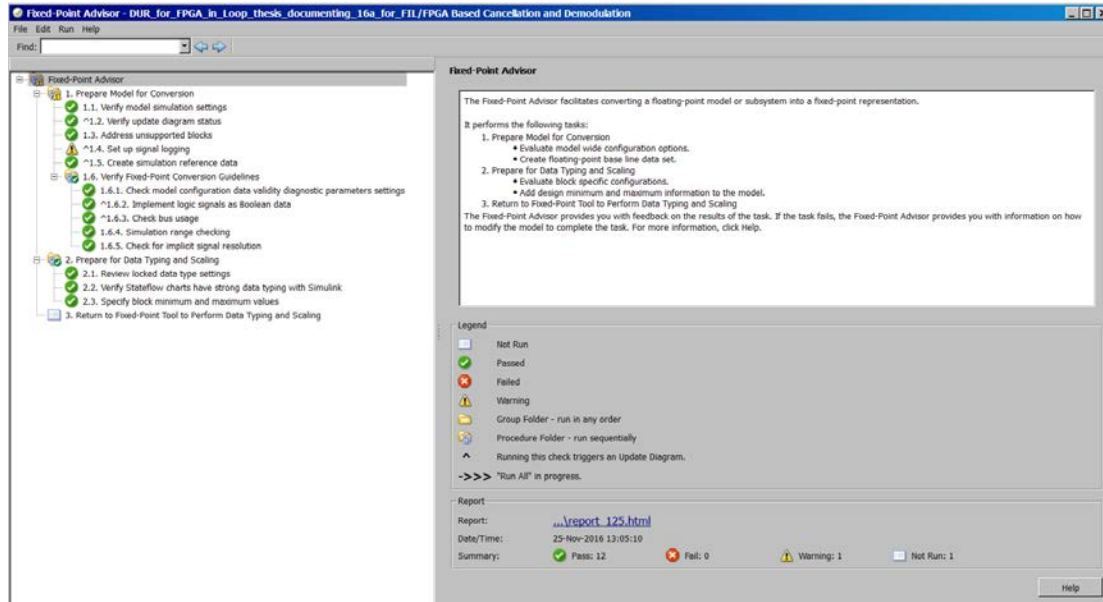 Fixed-Point Advisor - DUR_for_FPGA_in_Loop_thesis_documenting_16a_for_FIL/FPGA Based Cancellation and Demodulation
File Edit Run Help
Find:
Fixed-Point Advisor
1. Prepare Model for Conversion
1.1. Verify model simulation settings
^1.2. Verify update diagram status
1.3. Address unsupported blocks
^1.4. Set up signal logging
^1.5. Create simulation reference data
1.6. Verify Fixed-Point Conversion Guidelines
1.6.1. Check model configuration data validity diagnostic parameters settings
^1.6.2. Implement logic signals as Boolean data
^1.6.3. Check bus usage
1.6.4. Simulation range checking
1.6.5. Check for implicit signal resolution
2. Prepare for Data Typing and Scaling
2.1. Review locked data type settings
2.2. Verify Stateflow charts have strong data typing with Simulink
2.3. Specify block minimum and maximum values
3. Return to Fixed-Point Tool to Perform Data Typing and Scaling
Fixed-Point Advisor
The Fixed-Point Advisor facilitates converting a floating-point model or subsystem into a fixed-point representation.
It performs the following tasks:
1. Prepare Model for Conversion
• Evaluate model wide configuration options.
• Create floating-point base line data set.
2. Prepare for Data Typing and Scaling
• Evaluate block specific configurations.
• Add design minimum and maximum information to the model.
3. Return to Fixed-Point Tool to Perform Data Typing and Scaling
The Fixed-Point Advisor provides you with feedback on the results of the task. If the task fails, the Fixed-Point Advisor provides you with information on how
to modify the model to complete the task. For more information, click Help.
Legend
Not Run
Passed
Failed
Warning
Group Folder - run in any order
Procedure Folder - run sequentially
^ Running this check triggers an Update Diagram.
->>> "Run All" in progress.
Report
Report: ...\report_125.html
Date/Time: 25-Nov-2016 13:05:10
Summary: Pass: 12 Fail: 0 Warning: 1 Not Run: 1
Help